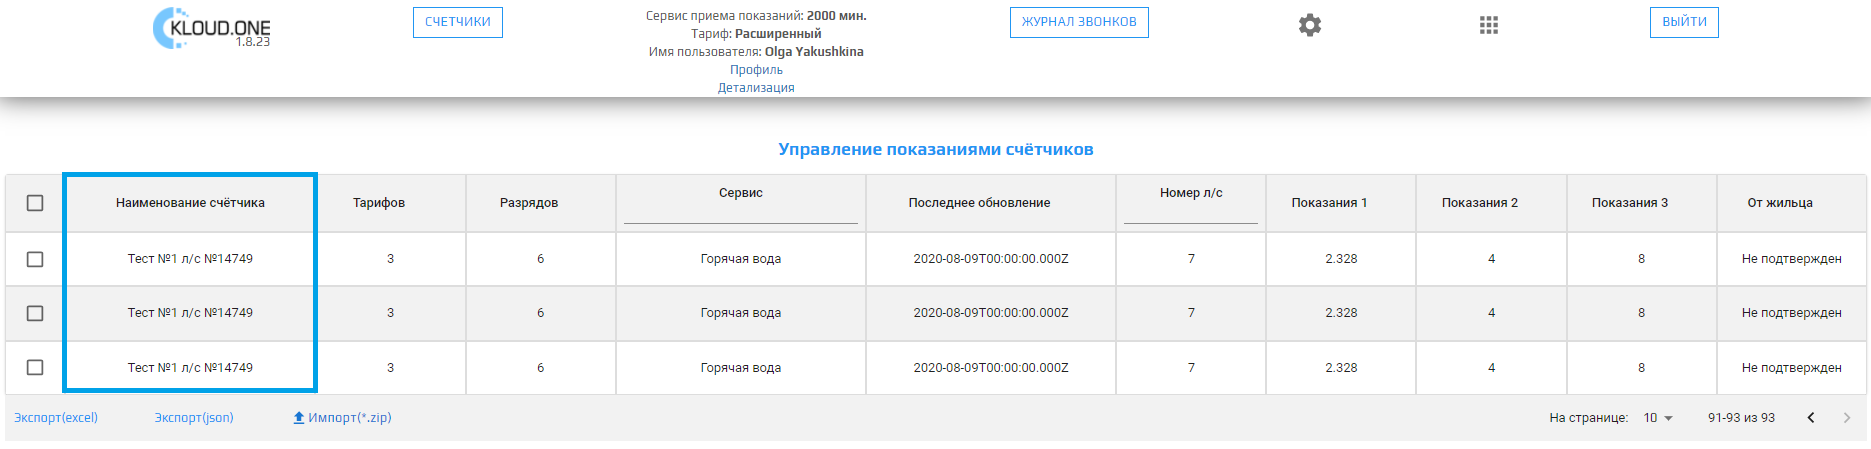 KLOUD.ONE
1.8.23
СЧЕТЧИКИ
Сервис приема показаний: 2000 мин.
Тариф: Расширенный
Имя пользователя: Olga Yakushkina
Профиль
Детализация
ЖУРНАЛ ЗВОНКОВ
ВЫЙТИ
Управление показаниями счётчиков
Наименование счётчика Тарифов Разрядов Сервис Последнее обновление Номер л/с Показания 1 Показания 2 Показания 3 От жильца
Тест №1 л/с №14749 3 6 Горячая вода 2020-08-09T00:00:00.000Z 7 2.328 4 8 Не подтвержден
Тест №1 л/с №14749 3 6 Горячая вода 2020-08-09T00:00:00.000Z 7 2.328 4 8 Не подтвержден
Тест №1 л/с №14749 3 6 Горячая вода 2020-08-09T00:00:00.000Z 7 2.328 4 8 Не подтвержден
Экспорт(excel) Экспорт(json) Импорт(*.zip) На странице: 10 91-93 из 93